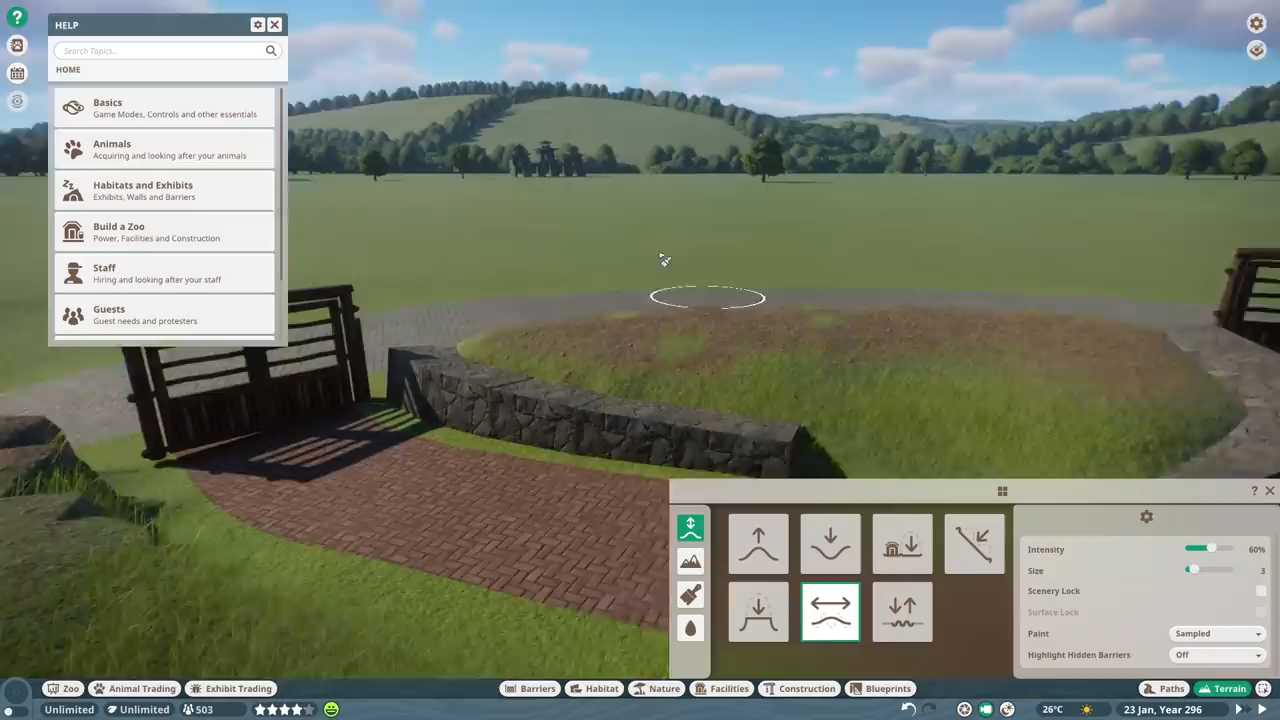 HELP
Search Topics...
HOME
Basics
Game Modes, Controls and other essentials
Animals
Acquiring and looking after your animals
Habitats and Exhibits
Exhibits, Walls and Barriers
Build a Zoo
Power, Facilities and Construction
Staff
Hiring and looking after your staff
Guests
Guest needs and protesters
?
Intensity 60%
Size 3
Scenery Lock
Surface Lock
Paint Sampled
Highlight Hidden Barriers Off
Zoo Animal Trading Exhibit Trading Barriers Habitat Nature Facilities Construction Blueprints Paths Terrain
Unlimited Unlimited 503 26°C 23 Jan, Year 296